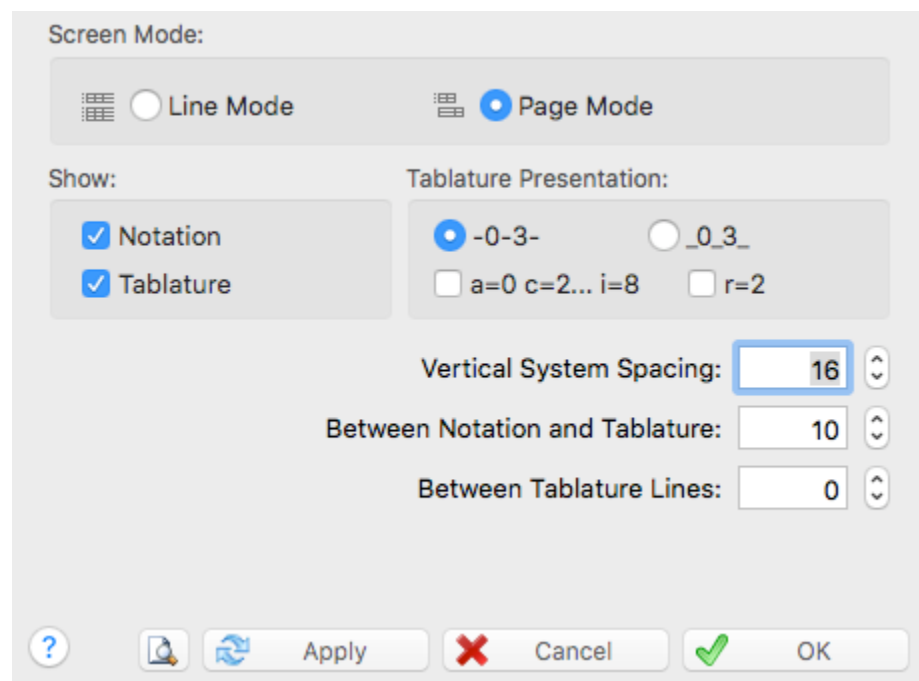 Screen Mode:
Line Mode Page Mode
Show: Tablature Presentation:
Notation -0-3- _0_3_
Tablature a=0 c=2... i=8 r=2
Vertical System Spacing: 16
Between Notation and Tablature: 10
Between Tablature Lines: 0
? Apply Cancel OK